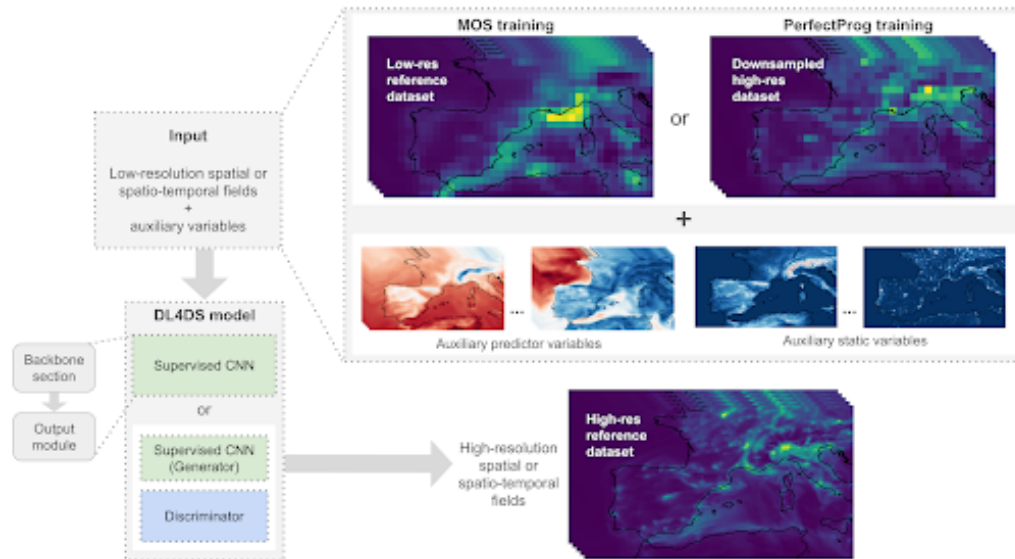 MOS training
PerfectProg training
Low-res
reference
dataset
or
Downsampled
high-res
dataset
+
...
...
Auxiliary predictor variables
Auxiliary static variables
Input
Low-resolution spatial or
spatio-temporal fields
+
auxiliary variables
DL4DS model
Backbone
section
Output
module
Supervised CNN
or
Supervised CNN
(Generator)
Discriminator
High-resolution
spatial or
spatio-temporal
fields
High-res
reference
dataset